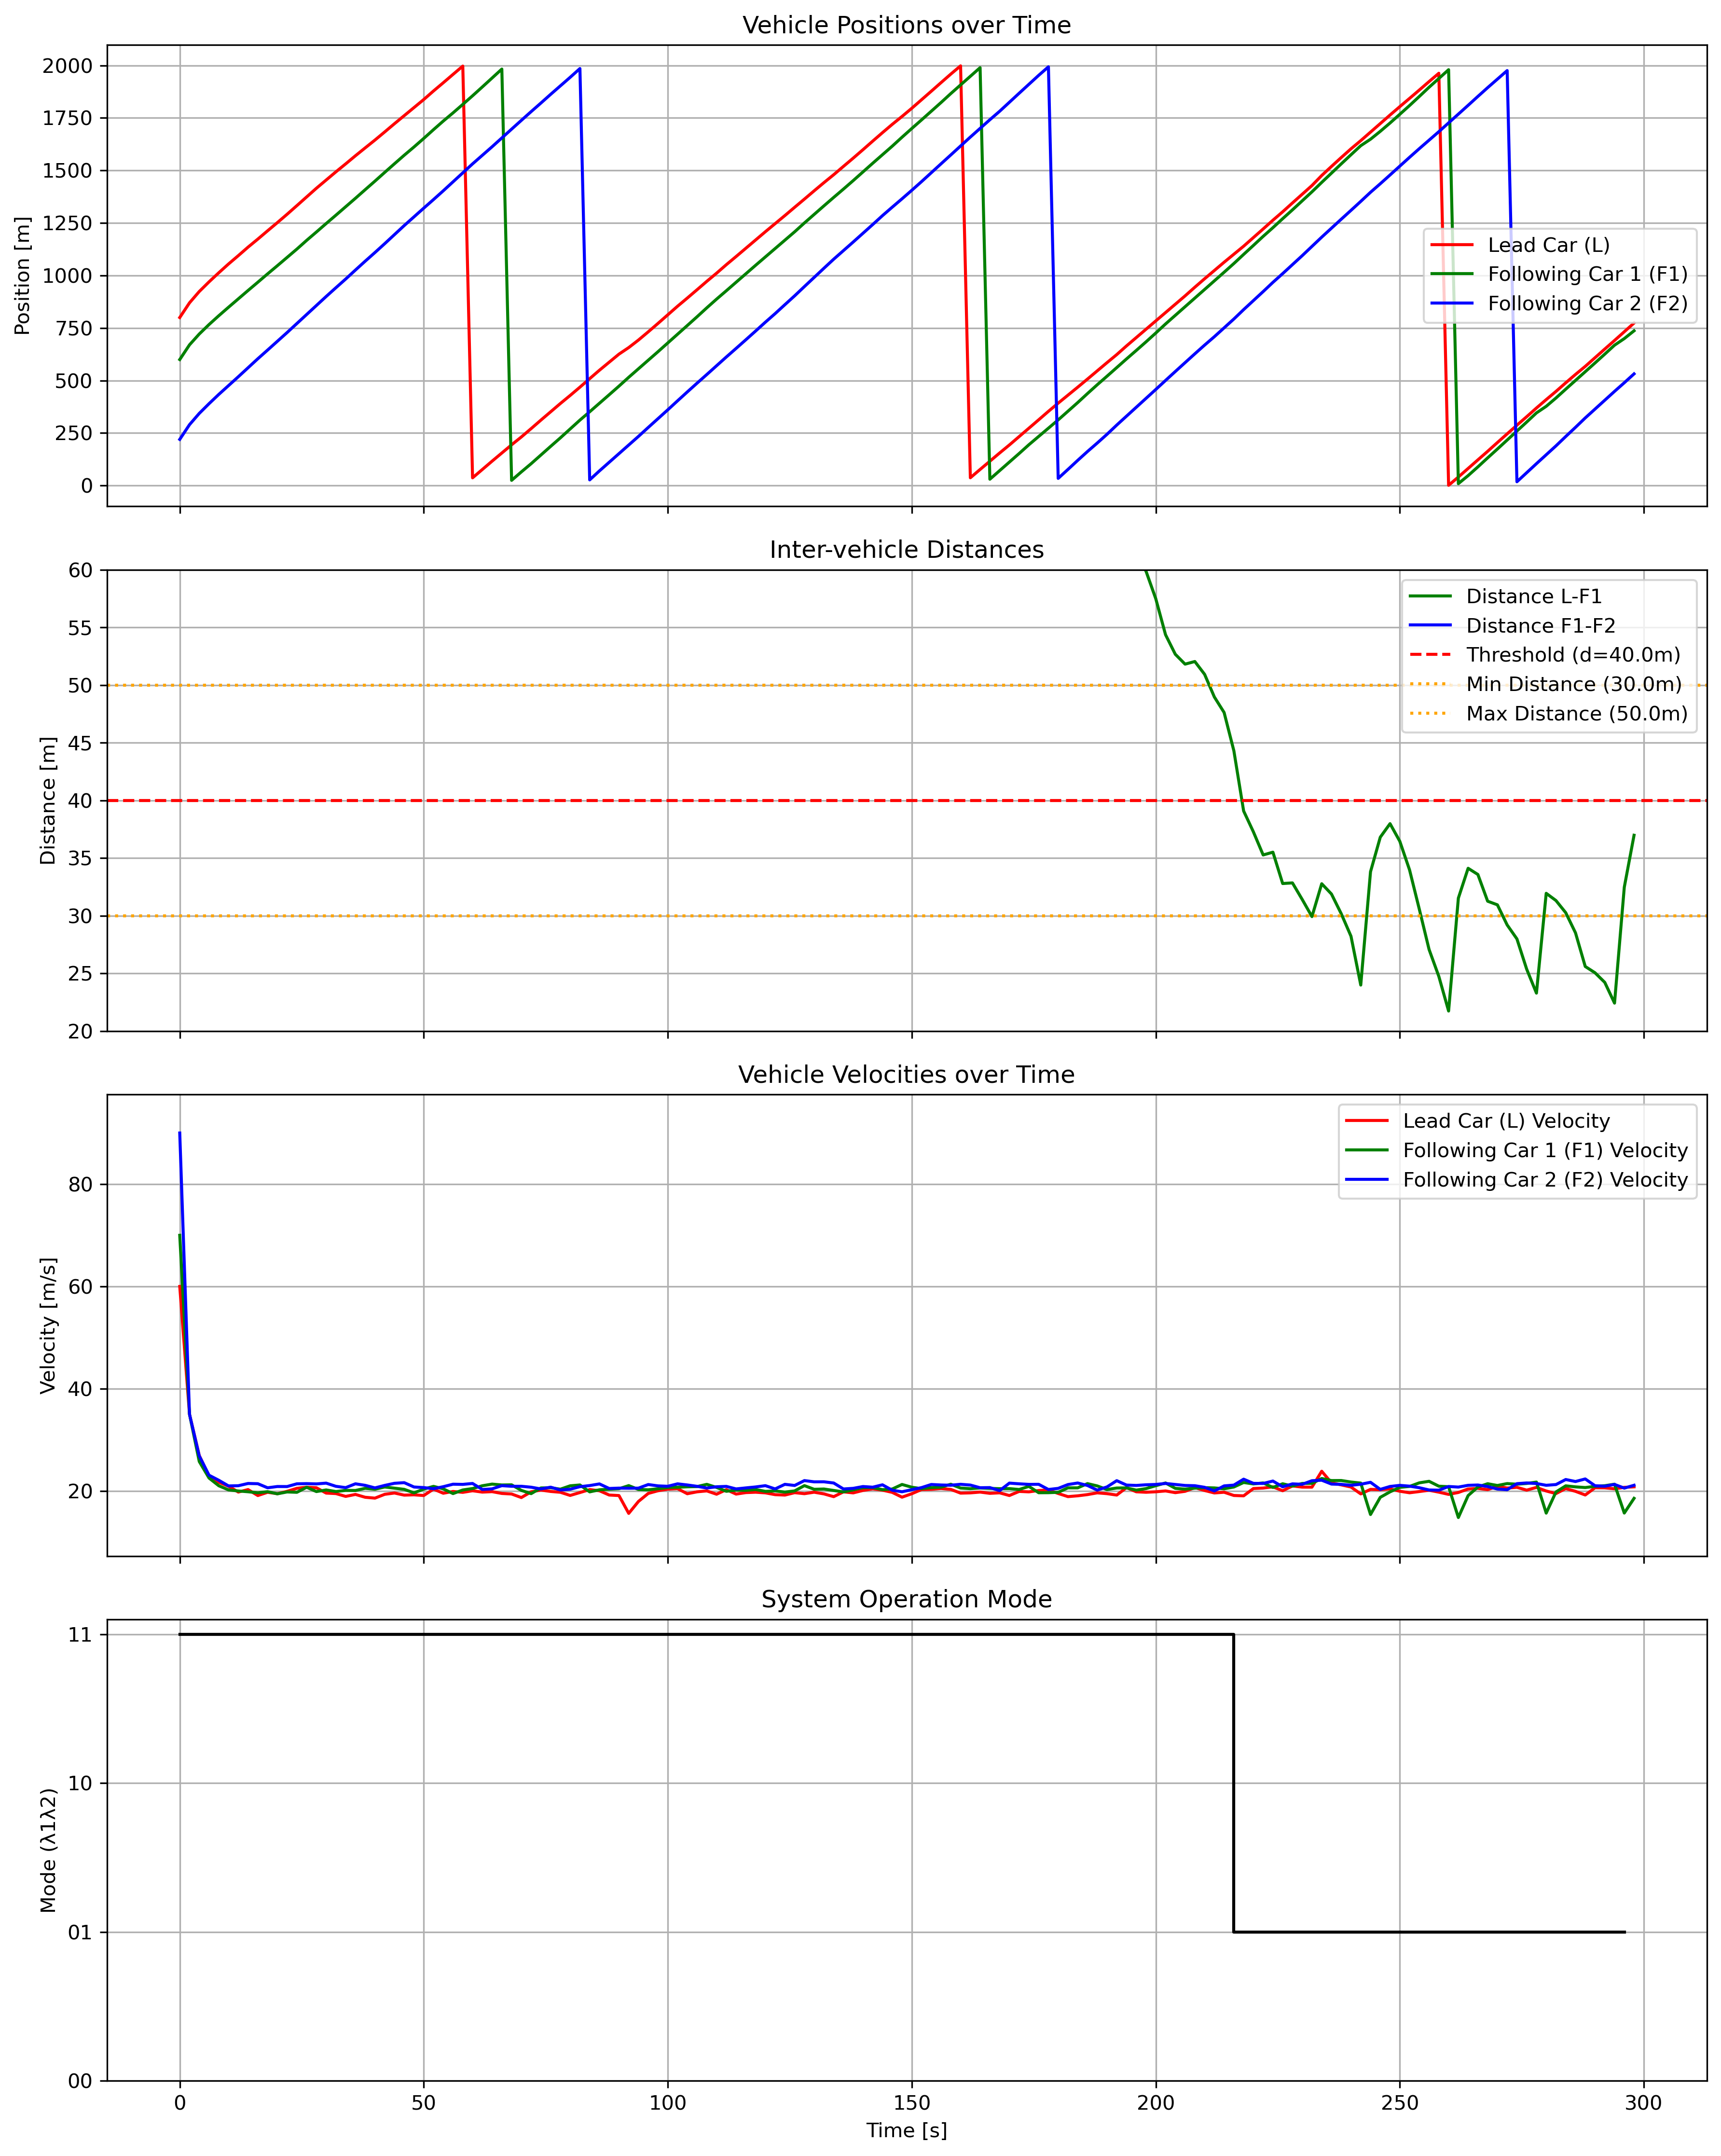 Vehicle Positions over Time
Position [m]
2000
1750
1500
1250
1000
750
500
250
0
Lead Car (L)
Following Car 1 (F1)
Following Car 2 (F2)
Inter-vehicle Distances
Distance [m]
60
55
50
45
40
35
30
25
20
Distance L-F1
Distance F1-F2
Threshold (d=40.0m)
Min Distance (30.0m)
Max Distance (50.0m)
Vehicle Velocities over Time
Velocity [m/s]
80
60
40
20
Lead Car (L) Velocity
Following Car 1 (F1) Velocity
Following Car 2 (F2) Velocity
System Operation Mode
Mode (λ1λ2)
11
10
01
00
0 50 100 150 200 250 300
Time [s]